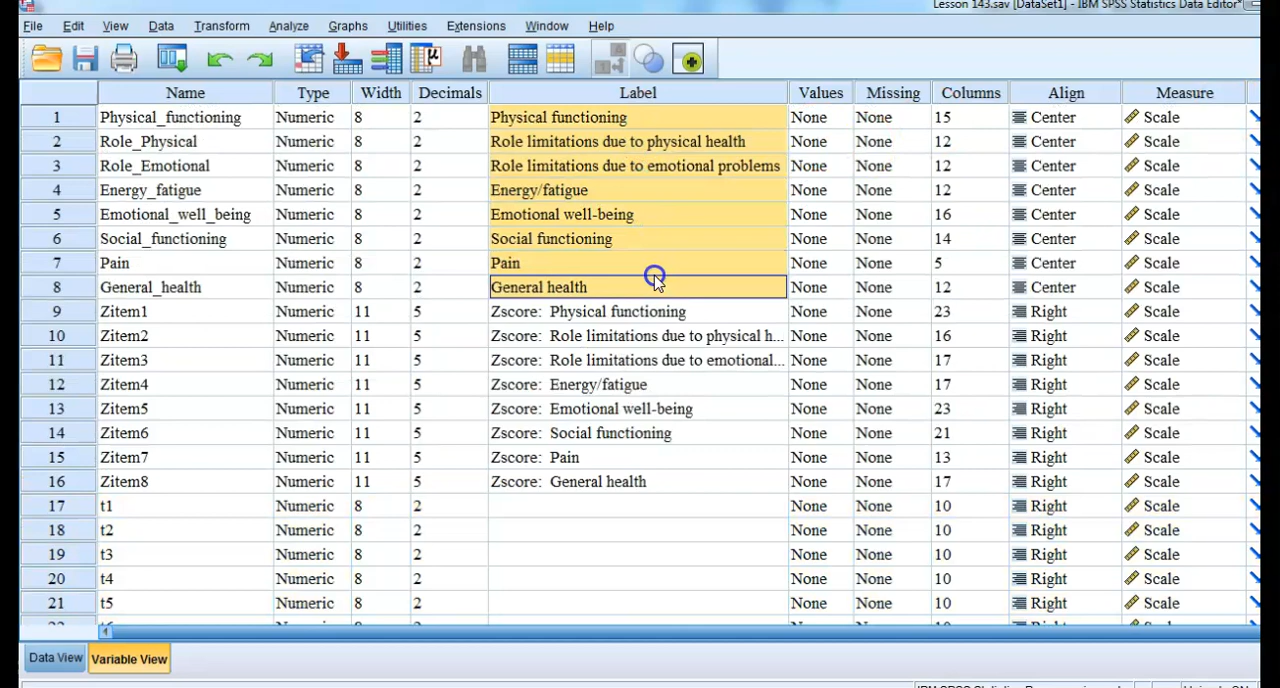 Lesson 143.sav [DataSet1] - IBM SPSS Statistics Data Editor*
File Edit View Data Transform Analyze Graphs Utilities Extensions Window Help
Name Type Width Decimals Label Values Missing Columns Align Measure
1 Physical_functioning Numeric 8 2 Physical functioning None None 15 Center Scale
2 Role_Physical Numeric 8 2 Role limitations due to physical health None None 12 Center Scale
3 Role_Emotional Numeric 8 2 Role limitations due to emotional problems None None 12 Center Scale
4 Energy_fatigue Numeric 8 2 Energy/fatigue None None 12 Center Scale
5 Emotional_well_being Numeric 8 2 Emotional well-being None None 16 Center Scale
6 Social_functioning Numeric 8 2 Social functioning None None 14 Center Scale
7 Pain Numeric 8 2 Pain None None 5 Center Scale
8 General_health Numeric 8 2 General health None None 12 Center Scale
9 Zitem1 Numeric 11 5 Zscore: Physical functioning None None 23 Right Scale
10 Zitem2 Numeric 11 5 Zscore: Role limitations due to physical h... None None 16 Right Scale
11 Zitem3 Numeric 11 5 Zscore: Role limitations due to emotional... None None 17 Right Scale
12 Zitem4 Numeric 11 5 Zscore: Energy/fatigue None None 17 Right Scale
13 Zitem5 Numeric 11 5 Zscore: Emotional well-being None None 23 Right Scale
14 Zitem6 Numeric 11 5 Zscore: Social functioning None None 21 Right Scale
15 Zitem7 Numeric 11 5 Zscore: Pain None None 13 Right Scale
16 Zitem8 Numeric 11 5 Zscore: General health None None 17 Right Scale
17 t1 Numeric 8 2 None None 10 Right Scale
18 t2 Numeric 8 2 None None 10 Right Scale
19 t3 Numeric 8 2 None None 10 Right Scale
20 t4 Numeric 8 2 None None 10 Right Scale
21 t5 Numeric 8 2 None None 10 Right Scale
Data View Variable View